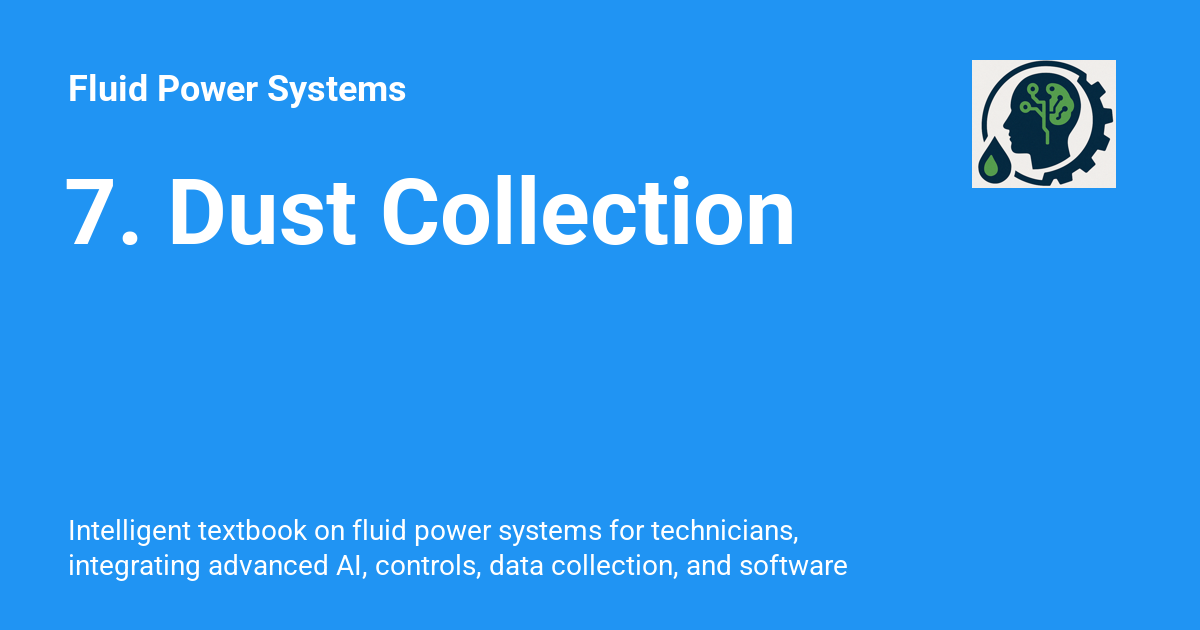 Fluid Power Systems
7. Dust Collection
Intelligent textbook on fluid power systems for technicians,
integrating advanced AI, controls, data collection, and software